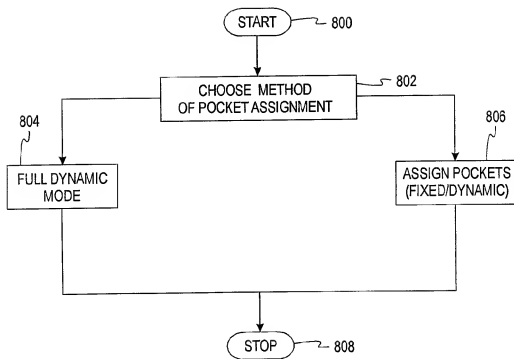 START
800
CHOOSE METHOD
OF POCKET ASSIGNMENT
802
804
FULL DYNAMIC
MODE
806
ASSIGN POCKETS
(FIXED/DYNAMIC)
STOP
808